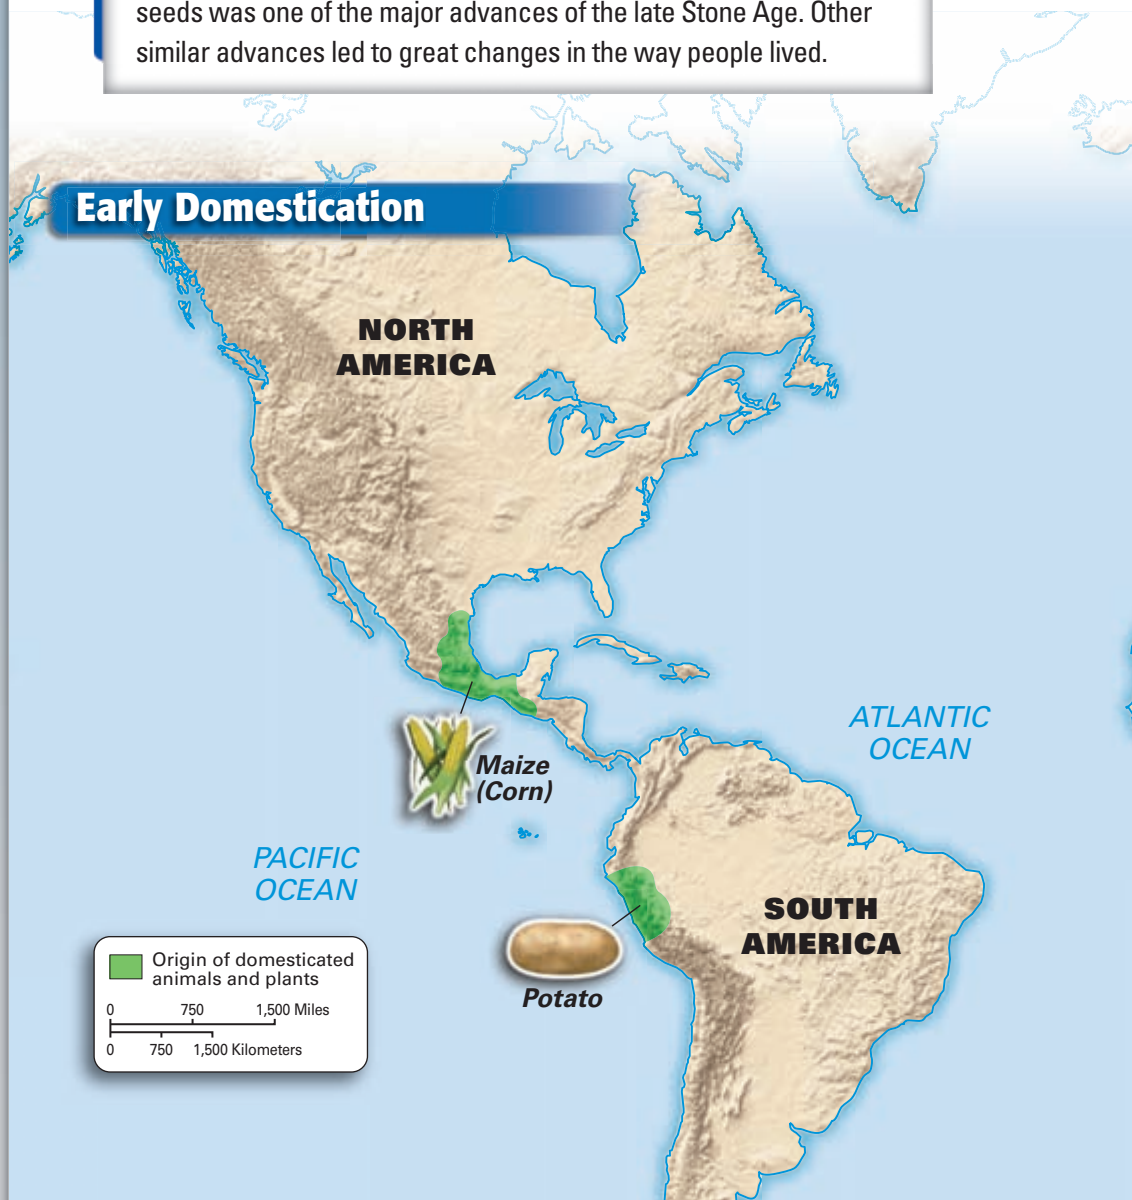 seeds was one of the major advances of the late Stone Age. Other
similar advances led to great changes in the way people lived.
Early Domestication
NORTH
AMERICA
Maize
(Corn)
ATLANTIC
OCEAN
PACIFIC
OCEAN
SOUTH
AMERICA
Potato
Origin of domesticated
animals and plants
0 750 1,500 Miles
0 750 1,500 Kilometers